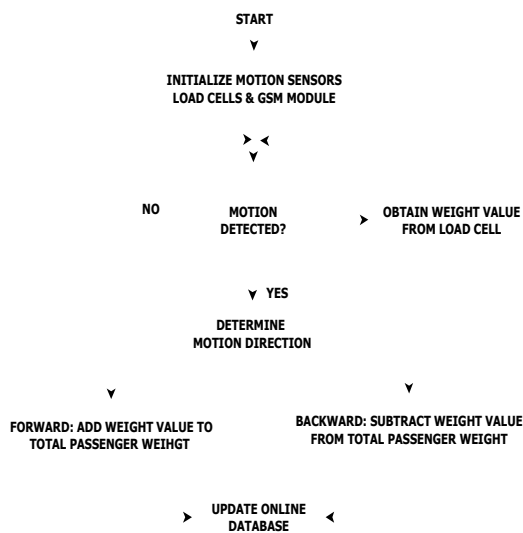 START
INITIALIZE MOTION SENSORS
LOAD CELLS & GSM MODULE
NO
MOTION
DETECTED?
OBTAIN WEIGHT VALUE
FROM LOAD CELL
YES
DETERMINE
MOTION DIRECTION
FORWARD: ADD WEIGHT VALUE TO
TOTAL PASSENGER WEIHGT
BACKWARD: SUBTRACT WEIGHT VALUE
FROM TOTAL PASSENGER WEIGHT
UPDATE ONLINE
DATABASE